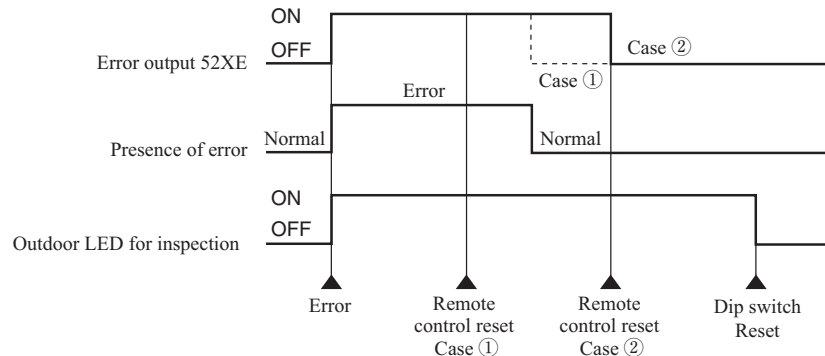 ON
OFF
Error output 52XE
Case ②
Case ①
Error
Normal
Normal
Presence of error
ON
OFF
Outdoor LED for inspection
Error
Remote
control reset
Case ①
Remote
control reset
Case ②
Dip switch
Reset